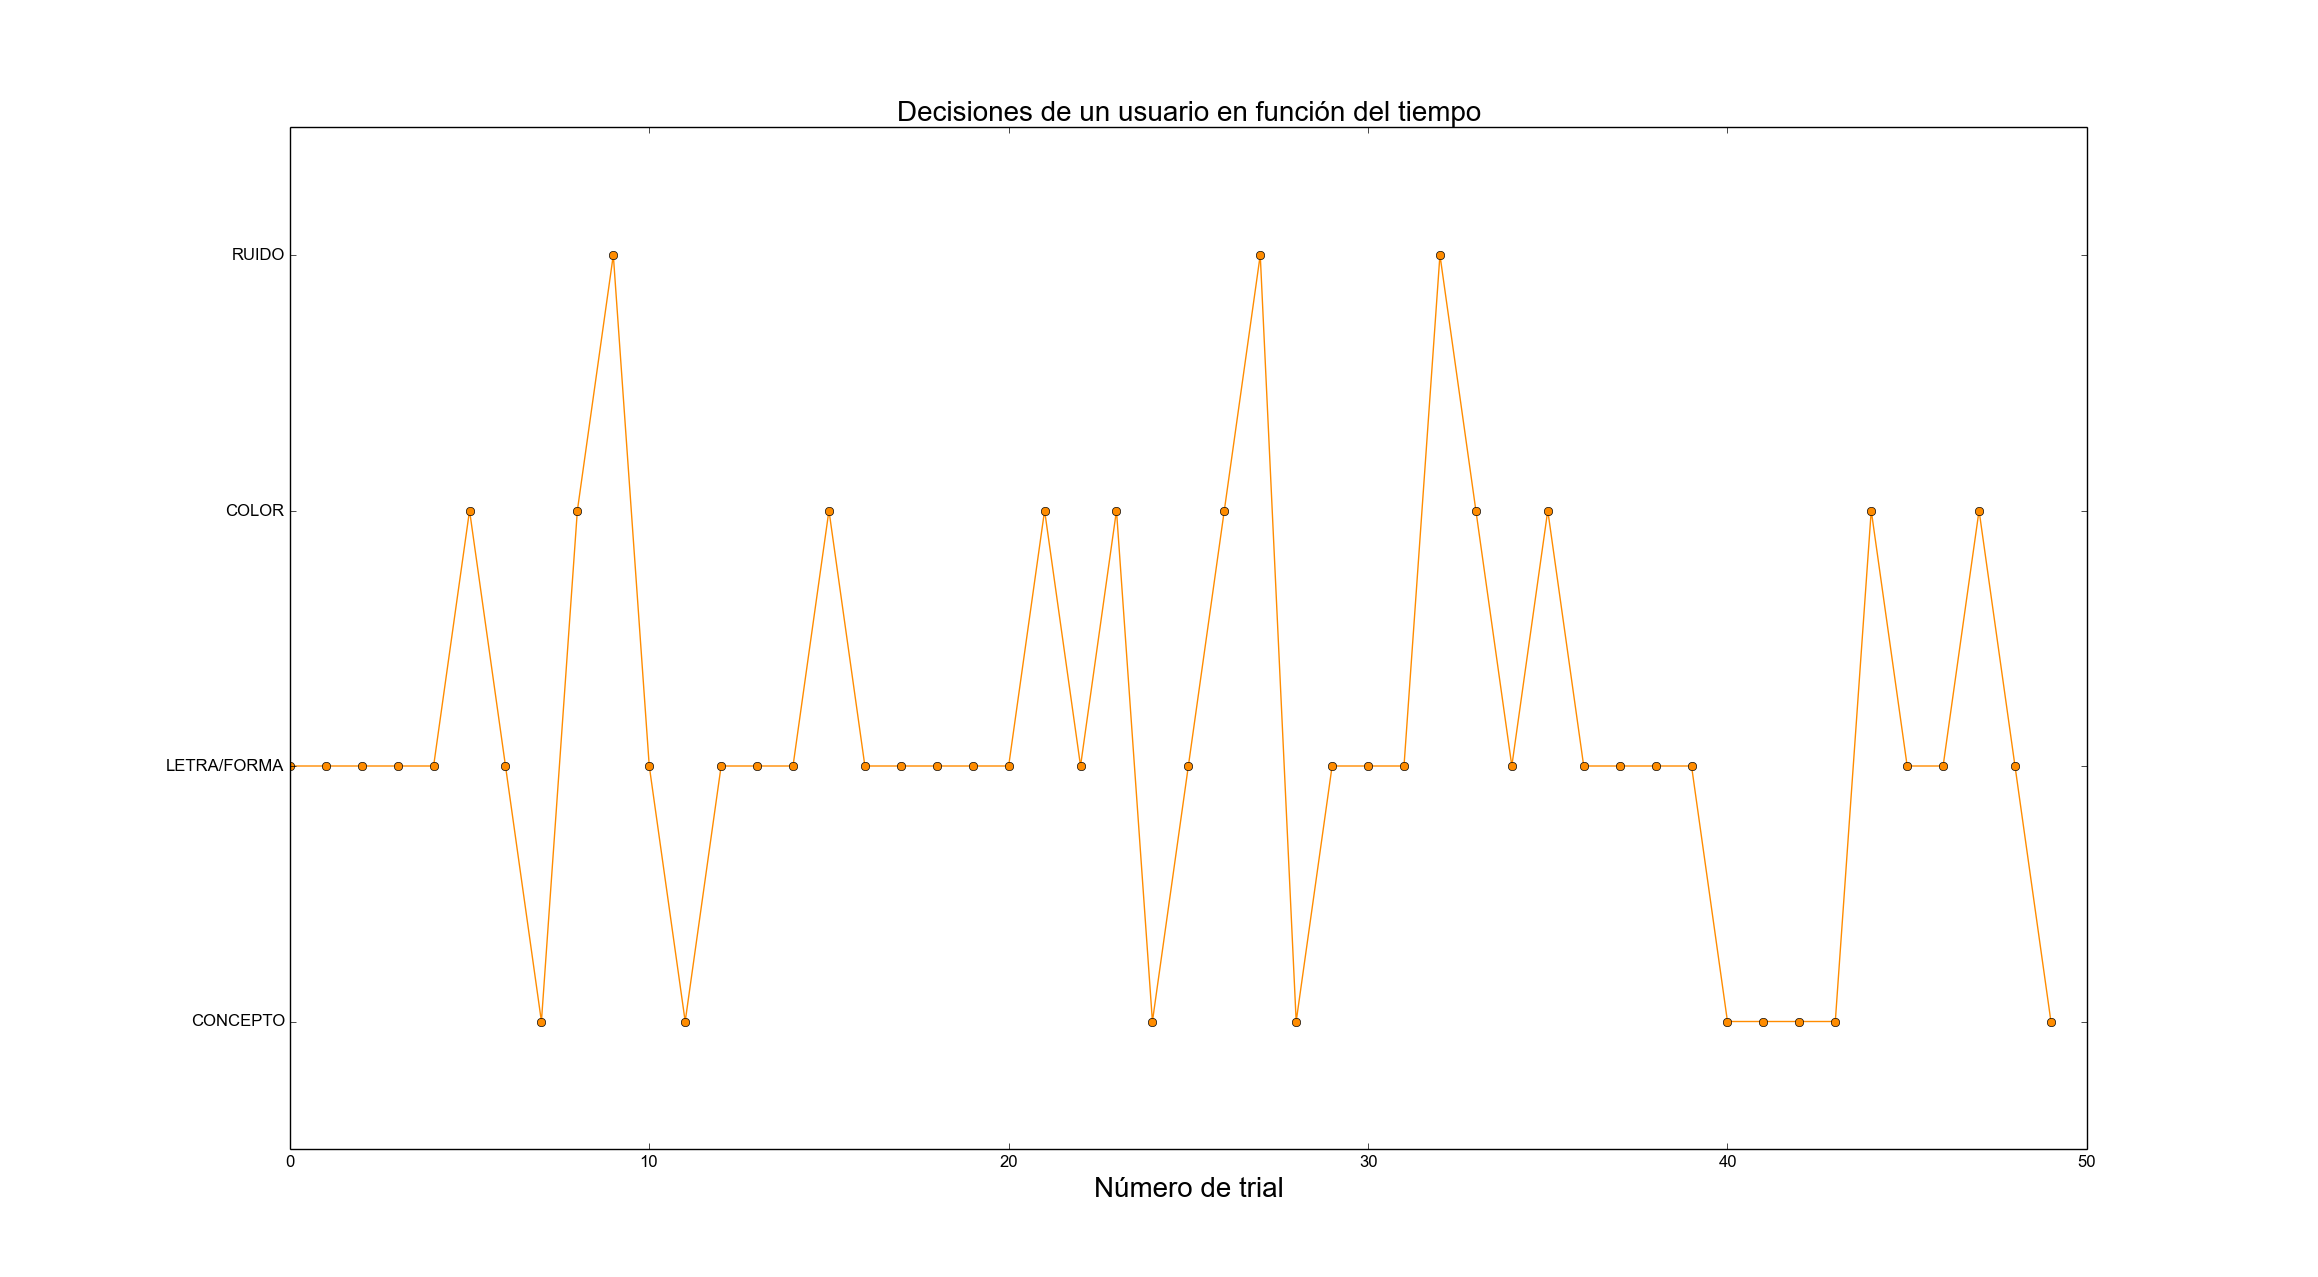 Decisiones de un usuario en función del tiempo
RUIDO
COLOR
LETRA/FORMA
CONCEPTO
0 10 20 30 40 50
Número de trial